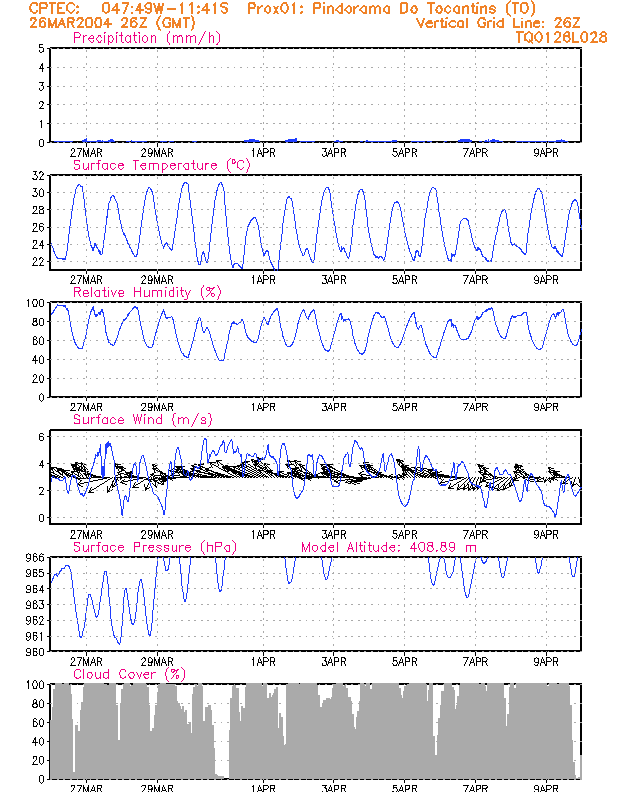 CPTEC: 047:49W-11:41S Prox01: Pindorama Do Tocantins (TO)
26MAR2004 26Z (GMT) Vertical Grid Line: 26Z
Precipitation (mm/h) TQ0126L028
5
4
3
2
1
0
27MAR 29MAR 1APR 3APR 5APR 7APR 9APR
Surface Temperature (°C)
32
30
28
26
24
22
27MAR 29MAR 1APR 3APR 5APR 7APR 9APR
Relative Humidity (%)
100
80
60
40
20
0
27MAR 29MAR 1APR 3APR 5APR 7APR 9APR
Surface Wind (m/s)
6
4
2
0
27MAR 29MAR 1APR 3APR 5APR 7APR 9APR
Surface Pressure (hPa) Model Altitude: 408.89 m
966
965
964
963
962
961
960
27MAR 29MAR 1APR 3APR 5APR 7APR 9APR
Cloud Cover (%)
100
80
60
40
20
0
27MAR 29MAR 1APR 3APR 5APR 7APR 9APR